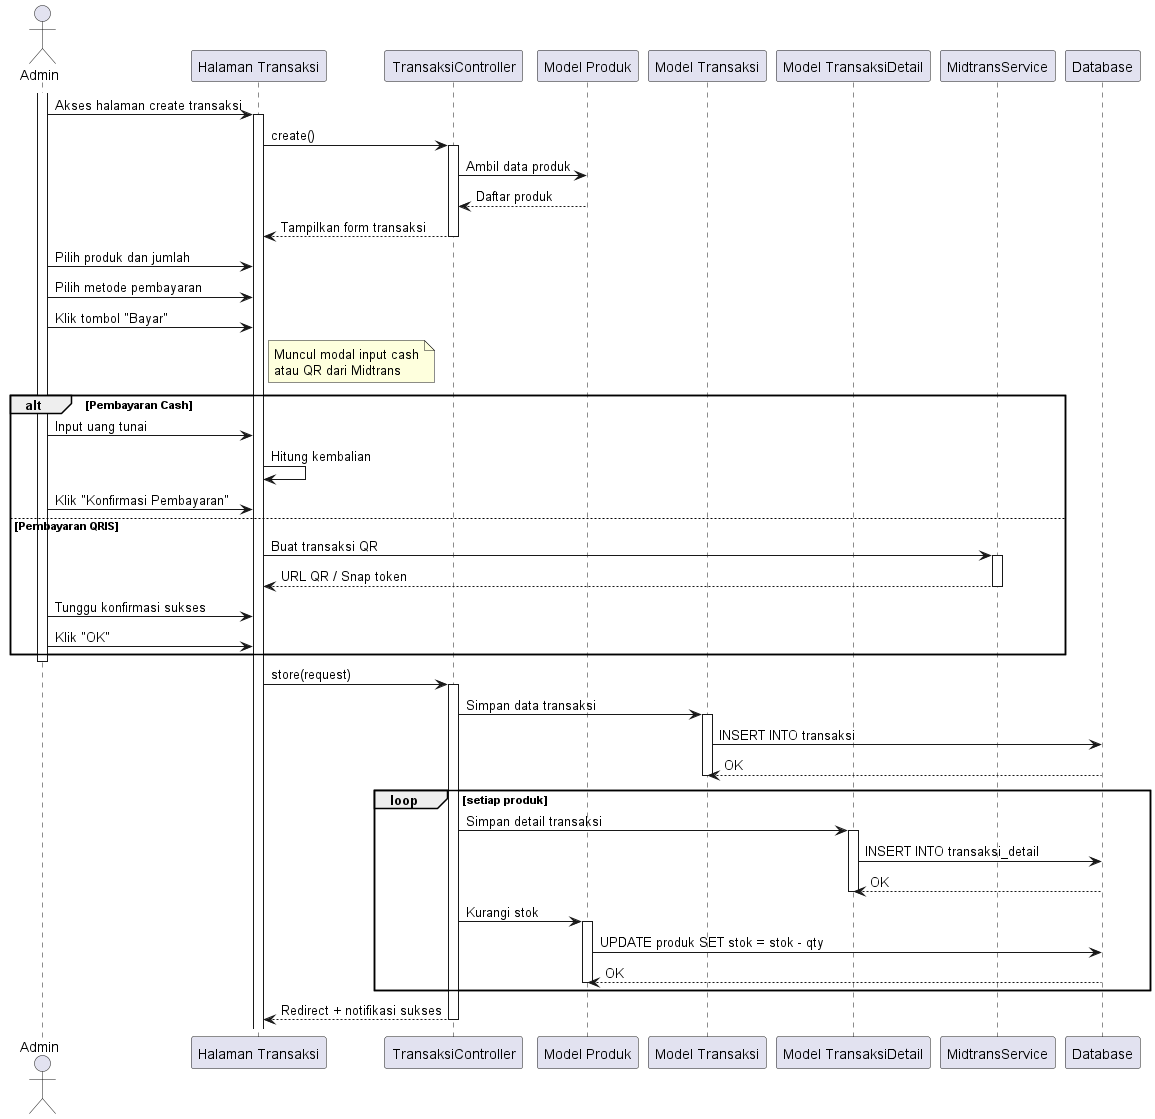 Admin
Halaman Transaksi
TransaksiController
Model Produk
Model Transaksi
Model TransaksiDetail
MidtransService
Database
Akses halaman create transaksi
create()
Ambil data produk
Daftar produk
Tampilkan form transaksi
Pilih produk dan jumlah
Pilih metode pembayaran
Klik tombol "Bayar"
Muncul modal input cash
atau QR dari Midtrans
alt
[Pembayaran Cash]
Input uang tunai
Hitung kembalian
Klik "Konfirmasi Pembayaran"
[Pembayaran QRIS]
Buat transaksi QR
URL QR / Snap token
Tunggu konfirmasi sukses
Klik "OK"
store(request)
Simpan data transaksi
INSERT INTO transaksi
OK
loop
[setiap produk]
Simpan detail transaksi
INSERT INTO transaksi_detail
OK
Kurangi stok
UPDATE produk SET stok = stok - qty
OK
Redirect + notifikasi sukses
Admin
Halaman Transaksi
TransaksiController
Model Produk
Model Transaksi
Model TransaksiDetail
MidtransService
Database